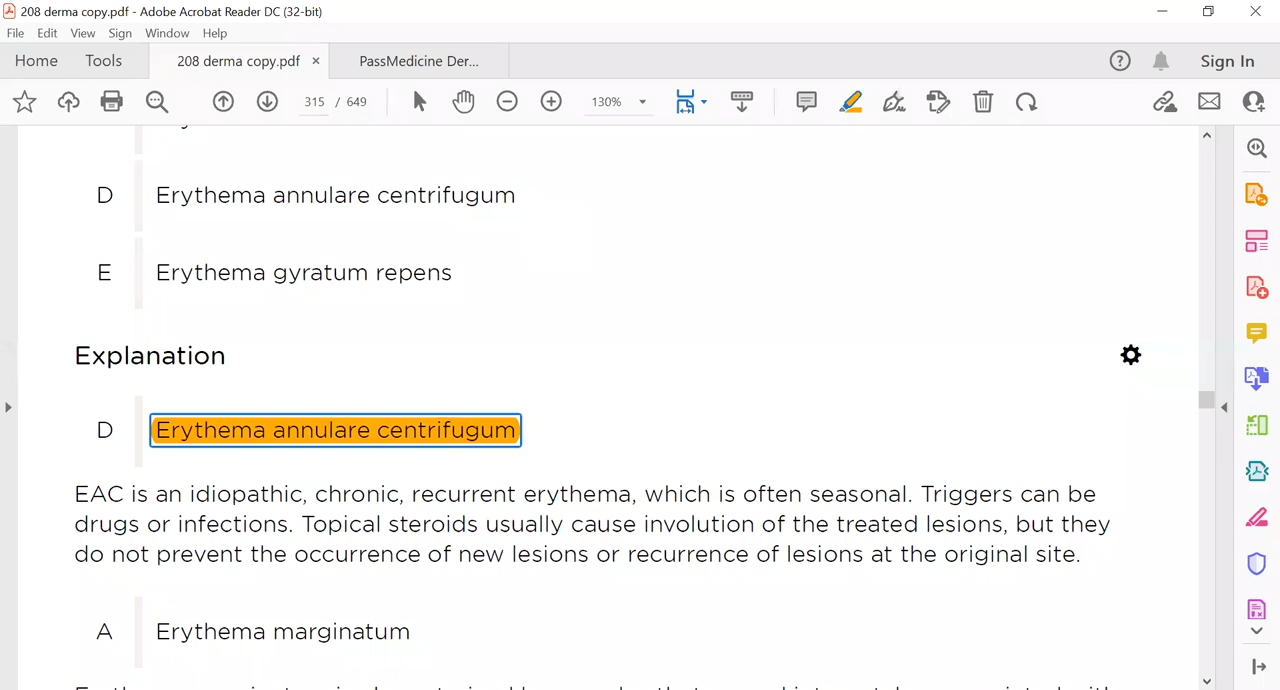 208 derma copy.pdf - Adobe Acrobat Reader DC (32-bit)
File Edit View Sign Window Help
Home Tools 208 derma copy.pdf × PassMedicine Der... Sign In
315 / 649 130%
D Erythema annulare centrifugum
E Erythema gyratum repens
Explanation
D Erythema annulare centrifugum
EAC is an idiopathic, chronic, recurrent erythema, which is often seasonal. Triggers can be
drugs or infections. Topical steroids usually cause involution of the treated lesions, but they
do not prevent the occurrence of new lesions or recurrence of lesions at the original site.
A Erythema marginatum